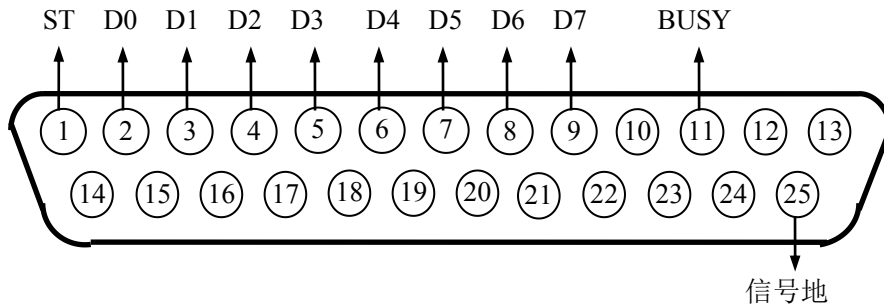 ST D0 D1 D2 D3 D4 D5 D6 D7 BUSY
1 2 3 4 5 6 7 8 9 10 11 12 13
14 15 16 17 18 19 20 21 22 23 24 25
信号地